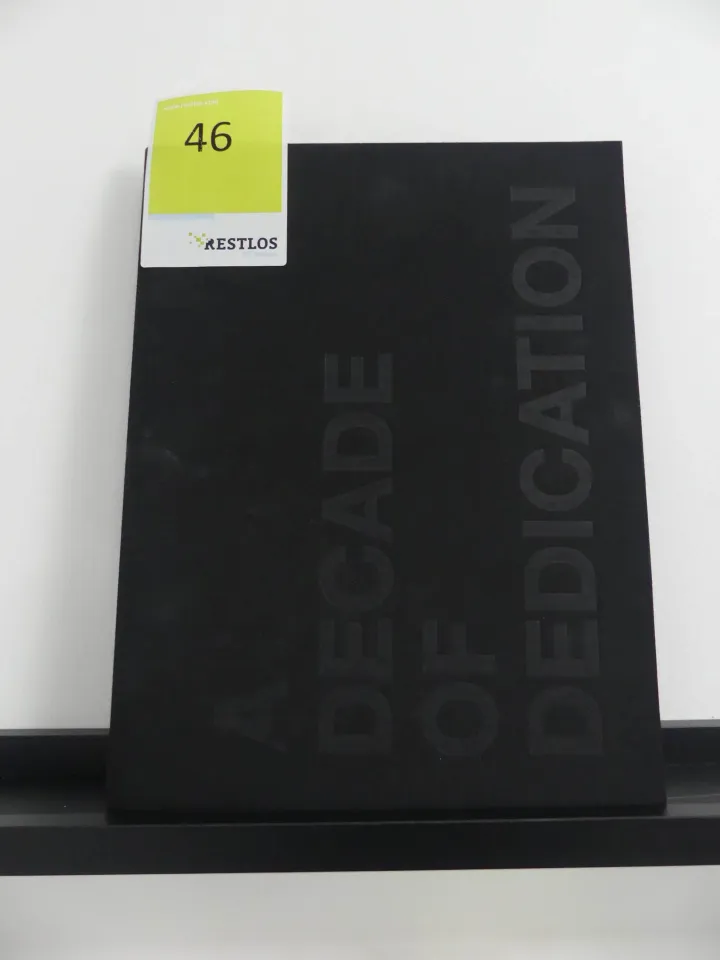 46
RESTLOS
A
DECADE
OF
DEDICATION